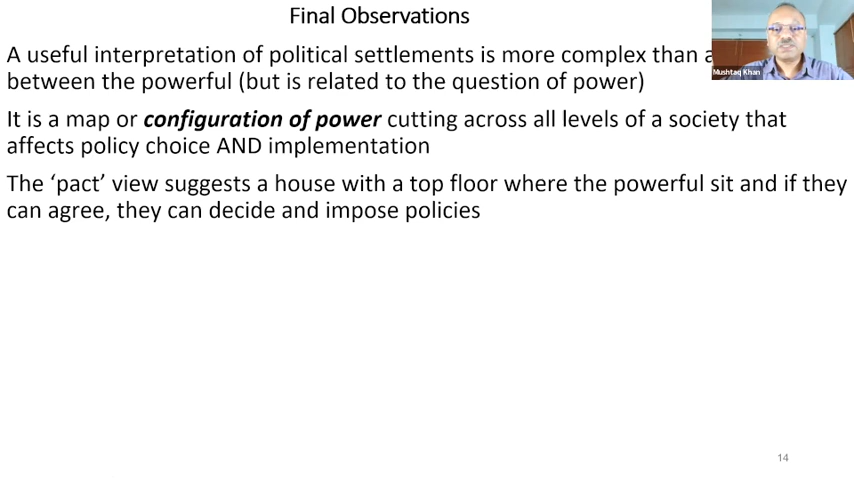 Final Observations
A useful interpretation of political settlements is more complex than a
between the powerful (but is related to the question of power)
It is a map or configuration of power cutting across all levels of a society that
affects policy choice AND implementation
The ‘pact’ view suggests a house with a top floor where the powerful sit and if they
can agree, they can decide and impose policies
Mushtaq Khan
14